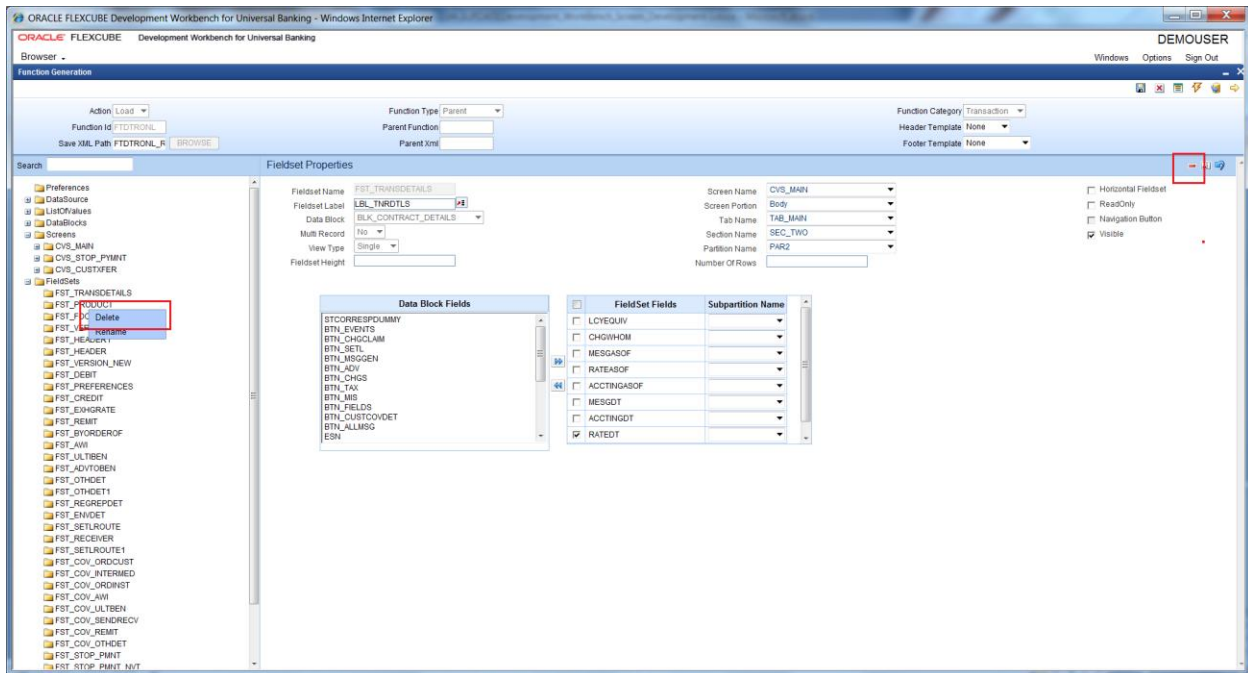 ORACLE FLEXCUBE Development Workbench for Universal Banking - Windows Internet Explorer
ORACLE FLEXCUBE Development Workbench for Universal Banking
DEMOUSER
Browser
Windows Options Sign Out
Function Generation
Action Load
Function Type Parent
Function Category Transaction
Function Id FTDTRONL
Parent Function
Header Template None
Save XML Path FTDTRONL_R BROWSE
Parent Xml
Footer Template None
Search
Fieldset Properties
Preferences
DataSource
ListOfValues
DataBlocks
Screens
CVS_MAIN
CVS_STOP_PYMNT
CVS_CUSTXFER
FieldSets
FST_TRANSDETAILS
FST_PRODUCT
Delete
Rename
FST_HEADER1
FST_HEADER
FST_VERSION_NEW
FST_DEBIT
FST_PREFERENCES
FST_CREDIT
FST_EXHGRATE
FST_REMIT
FST_BYORDEROF
FST_AWI
FST_ULTIBEN
FST_ADVTOBEN
FST_OTHDET
FST_OTHDET1
FST_REGREPDET
FST_ENVDET
FST_SETLROUTE
FST_RECEIVER
FST_SETLROUTE1
FST_COV_ORDCUST
FST_COV_INTERMED
FST_COV_ORDINST
FST_COV_AWI
FST_COV_ULTBEN
FST_COV_SENDRECV
FST_COV_REMIT
FST_COV_OTHDET
FST_STOP_PMNT
FST_STOP_PMNT_NVT
Fieldset Name FST_TRANSDETAILS
Fieldset Label LBL_TNRDTLS
Data Block BLK_CONTRACT_DETAILS
Multi Record No
View Type Single
Fieldset Height
Screen Name CVS_MAIN
Screen Portion Body
Tab Name TAB_MAIN
Section Name SEC_TWO
Partition Name PAR2
Number Of Rows
Horizontal Fieldset
ReadOnly
Navigation Button
Visible
Data Block Fields
STCORRESPDUMMY
BTN_EVENTS
BTN_CHGCLAIM
BTN_SETL
BTN_MSGGEN
BTN_ADV
BTN_CHGS
BTN_TAX
BTN_MIS
BTN_FIELDS
BTN_CUSTCOVDET
BTN_ALLMSG
ESN
FieldSet Fields Subpartition Name
LCYEQUIV
CHGWHOM
MESGASOF
RATEASOF
ACCTINGASOF
MESGDT
ACCTINGDT
RATEDT